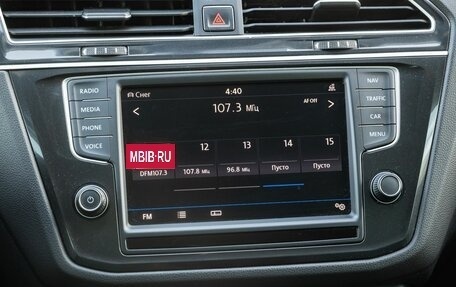 RADIO
MEDIA
PHONE
VOICE
Снег
4:40
107.3 МГц
AF Off
12
13
14
15
MBIB·RU
DFM107.3
107.8 МГц
96.8 МГц
Пусто
Пусто
FM
NAV
TRAFFIC
CAR
MENU